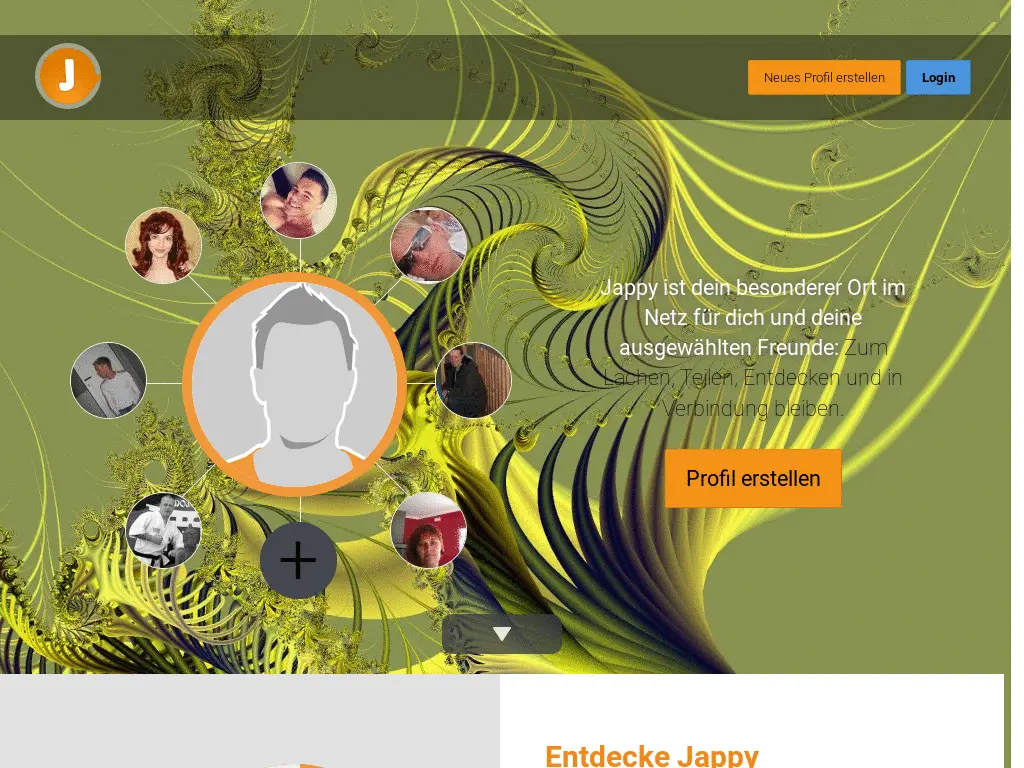 J
Neues Profil erstellen
Login
Jappy ist dein besonderer Ort im
Netz für dich und deine
ausgewählten Freunde: Zum
Lachen, Teilen, Entdecken und in
Verbindung bleiben.
Profil erstellen
Entdecke Jappy